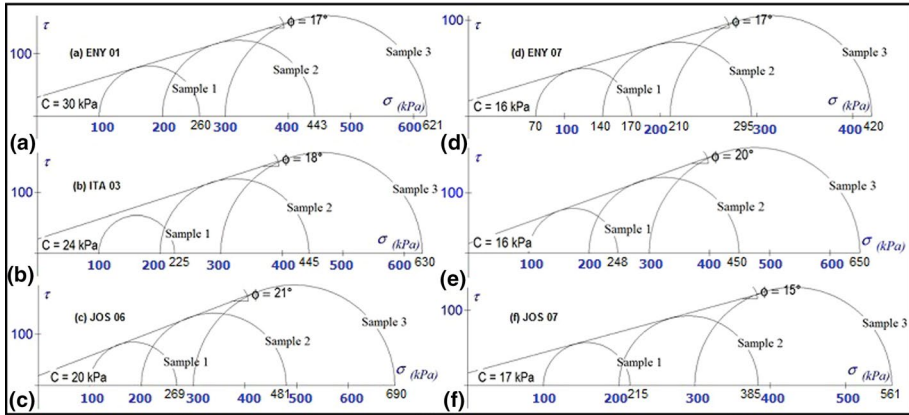 τ
100
(a) ENY 01
ϕ = 17°
Sample 1
Sample 2
Sample 3
C = 30 kPa
σ (kPa)
100 200 260 300 400 443 500 600 621
(a)
100
(d) ENY 07
ϕ = 17°
Sample 1
Sample 2
Sample 3
C = 16 kPa
σ (kPa)
70 100 140 170 200 210 295 300 400 420
(d)
τ
100
(b) ITA 03
ϕ = 18°
Sample 1
Sample 2
Sample 3
C = 24 kPa
σ (kPa)
100 200 225 300 400 445 500 600 630
(b)
100
ϕ = 20°
Sample 1
Sample 2
Sample 3
C = 16 kPa
σ (kPa)
100 200 248 300 400 450 500 600 650
(e)
τ
100
(c) JOS 06
ϕ = 21°
Sample 1
Sample 2
Sample 3
C = 20 kPa
σ (kPa)
100 200 269 300 400 481 500 600 690
(c)
100
(f) JOS 07
ϕ = 15°
Sample 1
Sample 2
Sample 3
C = 17 kPa
σ (kPa)
100 200 215 300 385 400 500 561
(f)